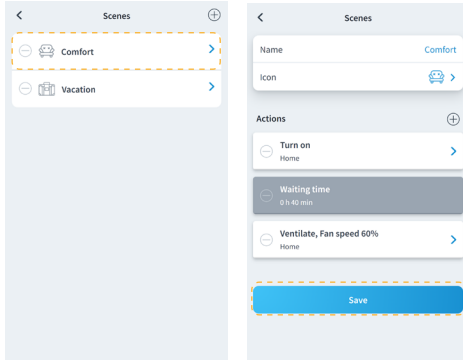 Scenes
Comfort
Vacation
Scenes
Name
Comfort
Icon
Actions
Turn on
Home
Waiting time
0 h 40 min
Ventilate, Fan speed 60%
Home
Save